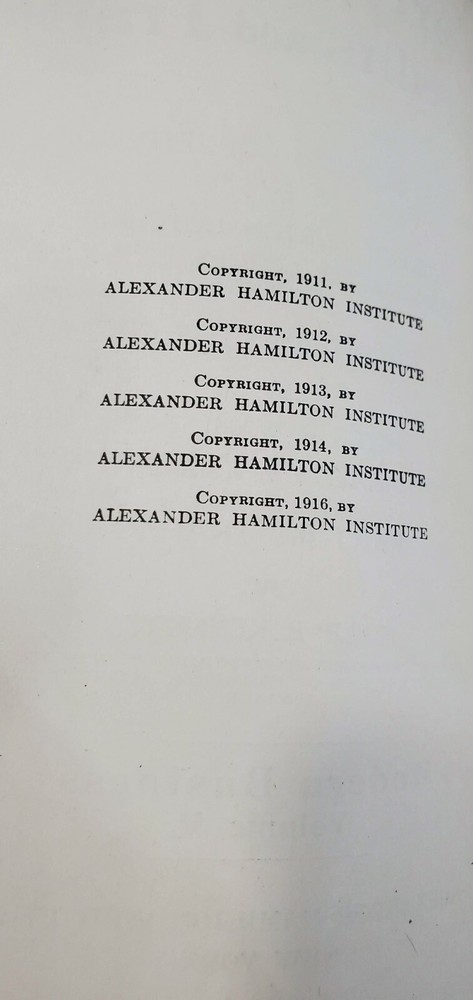 Copyright, 1911, by
ALEXANDER HAMILTON INSTITUTE
Copyright, 1912, by
ALEXANDER HAMILTON INSTITUTE
Copyright, 1913, by
ALEXANDER HAMILTON INSTITUTE
Copyright, 1914, by
ALEXANDER HAMILTON INSTITUTE
Copyright, 1916, by
ALEXANDER HAMILTON INSTITUTE